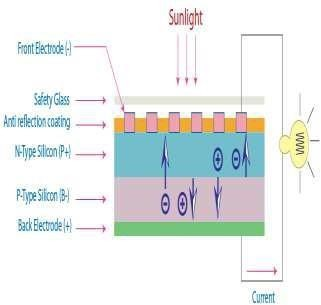 Sunlight
Front Electrode (-)
Safety Glass
Anti reflection coating
N-Type Silicon (P+)
P-Type Silicon (B-)
Back Electrode (+)
Current